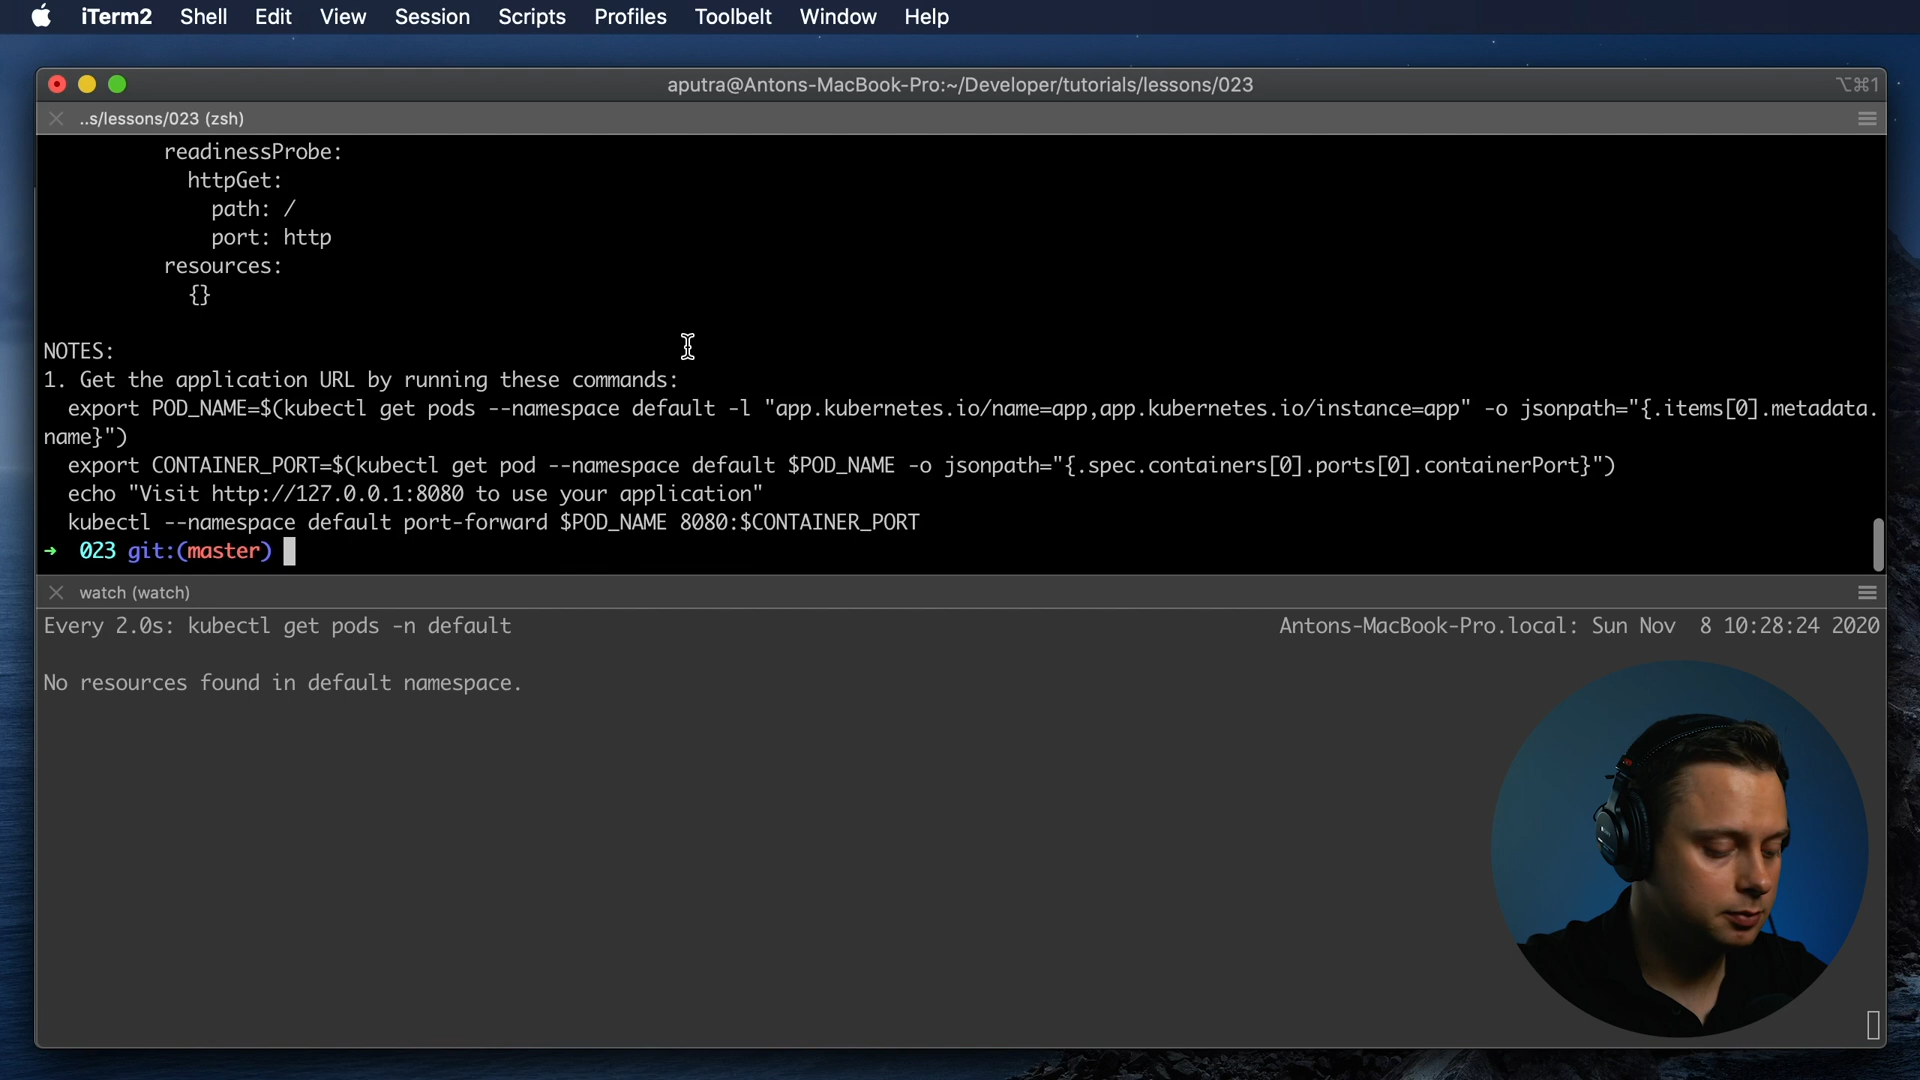 iTerm2 Shell Edit View Session Scripts Profiles Toolbelt Window Help
aputra@Antons-MacBook-Pro:~/Developer/tutorials/lessons/023 ⌥⌘1
..s/lessons/023 (zsh)
readinessProbe:
httpGet:
path: /
port: http
resources:
{}
NOTES:
1. Get the application URL by running these commands:
export POD_NAME=$(kubectl get pods --namespace default -l "app.kubernetes.io/name=app,app.kubernetes.io/instance=app" -o jsonpath="{.items[0].metadata.
name}")
export CONTAINER_PORT=$(kubectl get pod --namespace default $POD_NAME -o jsonpath="{.spec.containers[0].ports[0].containerPort}")
echo "Visit http://127.0.0.1:8080 to use your application"
kubectl --namespace default port-forward $POD_NAME 8080:$CONTAINER_PORT
→ 023 git:(master)
watch (watch)
Every 2.0s: kubectl get pods -n default Antons-MacBook-Pro.local: Sun Nov 8 10:28:24 2020
No resources found in default namespace.